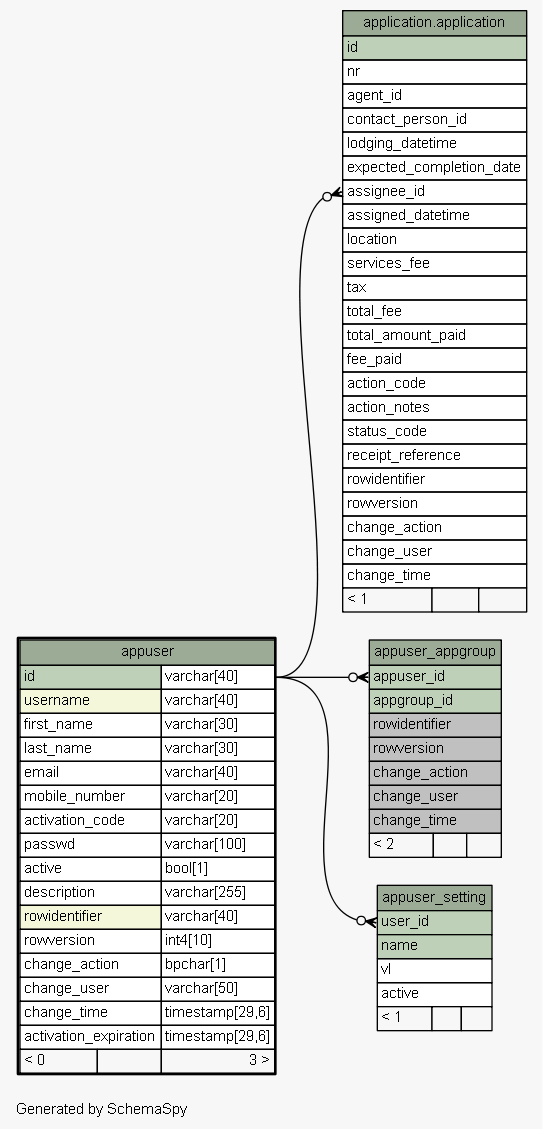 application.application
id
nr
agent_id
contact_person_id
lodging_datetime
expected_completion_date
assignee_id
assigned_datetime
location
services_fee
tax
total_fee
total_amount_paid
fee_paid
action_code
action_notes
status_code
receipt_reference
rowidentifier
rowversion
change_action
change_user
change_time
< 1
appuser
id varchar[40]
username varchar[40]
first_name varchar[30]
last_name varchar[30]
email varchar[40]
mobile_number varchar[20]
activation_code varchar[20]
passwd varchar[100]
active bool[1]
description varchar[255]
rowidentifier varchar[40]
rowversion int4[10]
change_action bpchar[1]
change_user varchar[50]
change_time timestamp[29,6]
activation_expiration timestamp[29,6]
< 0 3 >
appuser_appgroup
appuser_id
appgroup_id
rowidentifier
rowversion
change_action
change_user
change_time
< 2
appuser_setting
user_id
name
vl
active
< 1
Generated by SchemaSpy